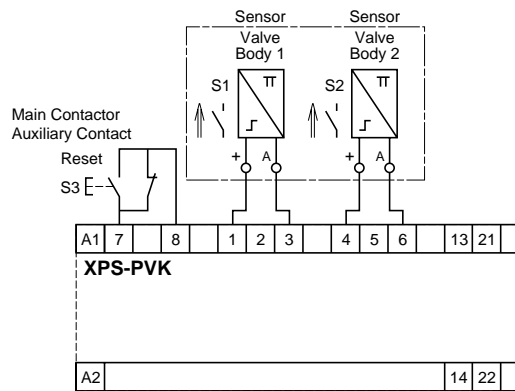 Sensor Sensor
Valve Body 1 Valve Body 2
S1 S2
π π
Main Contactor
Auxiliary Contact
Reset
S3
+ A + A
A1 7 8 1 2 3 4 5 6 13 21
XPS-PVK
A2 14 22